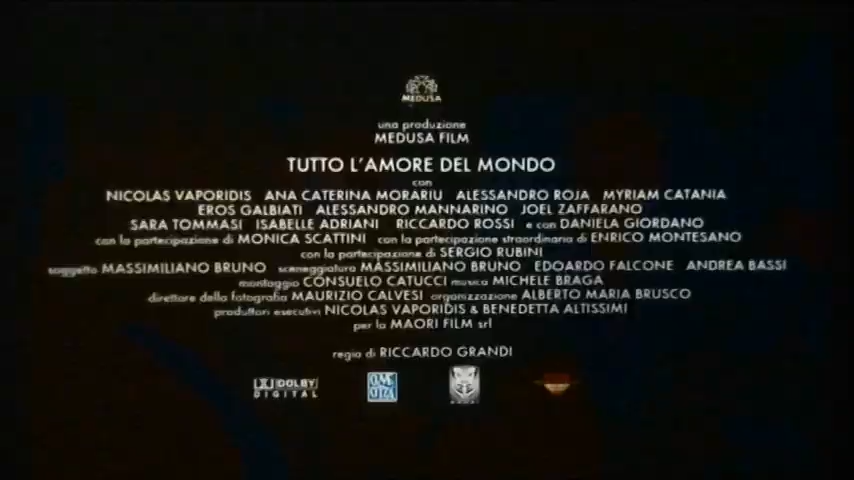 MEDUSA
una produzione
MEDUSA FILM
TUTTO L'AMORE DEL MONDO
con
NICOLAS VAPORIDIS ANA CATERINA MORARIU ALESSANDRO ROJA MYRIAM CATANIA
EROS GALBIATI ALESSANDRO MANNARINO JOEL ZAFFARANO
SARA TOMMASI ISABELLE ADRIANI RICCARDO ROSSI e con DANIELA GIORDANO
con la partecipazione di MONICA SCATTINI con la partecipazione straordinaria di ENRICO MONTESANO
con la partecipazione di SERGIO RUBINI
soggetto MASSIMILIANO BRUNO sceneggiatura MASSIMILIANO BRUNO EDOARDO FALCONE ANDREA BASSI
montaggio CONSUELO CATUCCI musica MICHELE BRAGA
direttore della fotografia MAURIZIO CALVESI organizzazione ALBERTO MARIA BRUSCO
produttori esecutivi NICOLAS VAPORIDIS & BENEDETTA ALTISSIMI
per la MAORI FILM srl
regia di RICCARDO GRANDI
DOLBY
DIGITAL